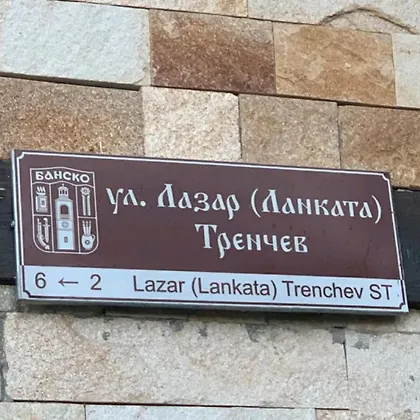 БАНСКО
ул. Лазар (Ланката)
Тренчев
6 ← 2 Lazar (Lankata) Trenchev ST